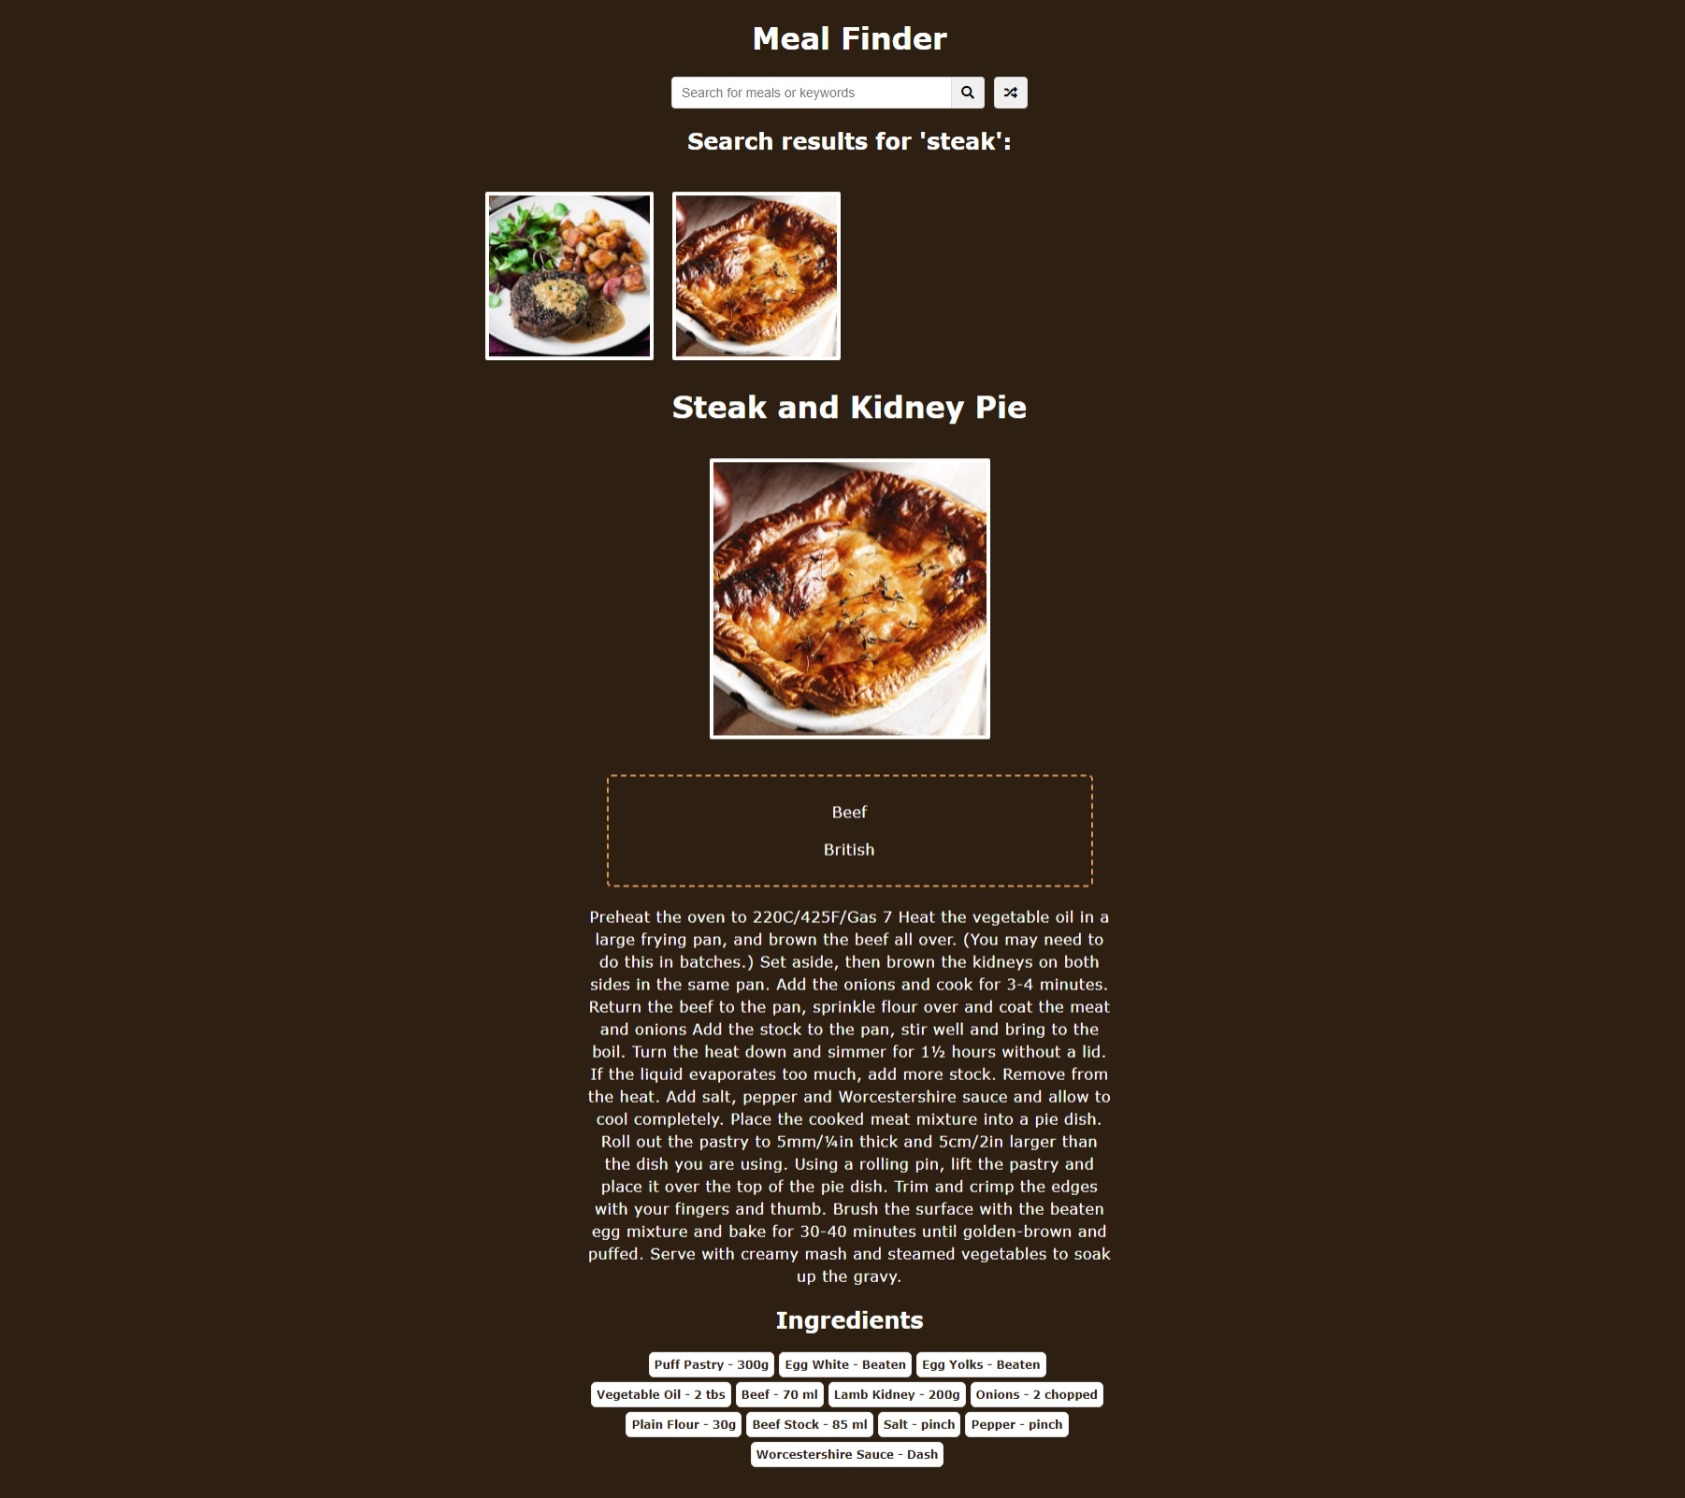 Meal Finder
Search for meals or keywords
Search results for 'steak':
Steak and Kidney Pie
Beef
British
Preheat the oven to 220C/425F/Gas 7 Heat the vegetable oil in a
large frying pan, and brown the beef all over. (You may need to
do this in batches.) Set aside, then brown the kidneys on both
sides in the same pan. Add the onions and cook for 3-4 minutes.
Return the beef to the pan, sprinkle flour over and coat the meat
and onions Add the stock to the pan, stir well and bring to the
boil. Turn the heat down and simmer for 1½ hours without a lid.
If the liquid evaporates too much, add more stock. Remove from
the heat. Add salt, pepper and Worcestershire sauce and allow to
cool completely. Place the cooked meat mixture into a pie dish.
Roll out the pastry to 5mm/¼in thick and 5cm/2in larger than
the dish you are using. Using a rolling pin, lift the pastry and
place it over the top of the pie dish. Trim and crimp the edges
with your fingers and thumb. Brush the surface with the beaten
egg mixture and bake for 30-40 minutes until golden-brown and
puffed. Serve with creamy mash and steamed vegetables to soak
up the gravy.
Ingredients
Puff Pastry - 300g Egg White - Beaten Egg Yolks - Beaten
Vegetable Oil - 2 tbs Beef - 70 ml Lamb Kidney - 200g Onions - 2 chopped
Plain Flour - 30g Beef Stock - 85 ml Salt - pinch Pepper - pinch
Worcestershire Sauce - Dash